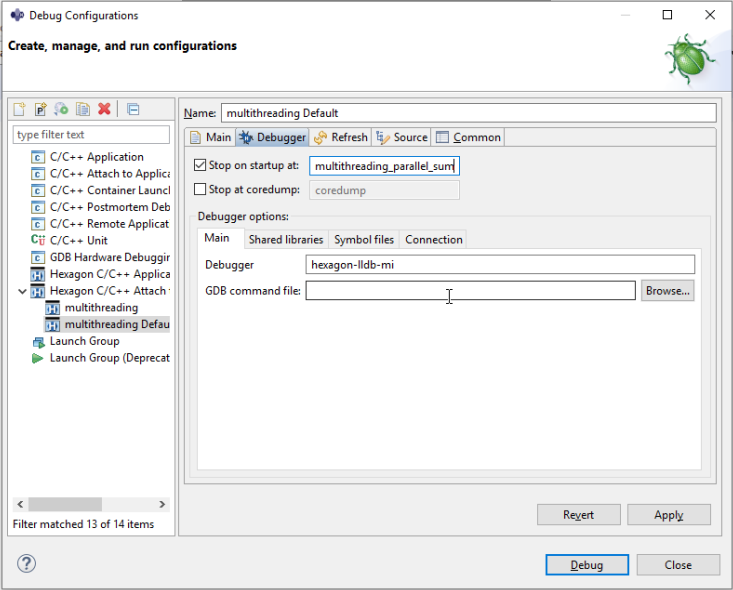 Debug Configurations
Create, manage, and run configurations
type filter text
C/C++ Application
C/C++ Attach to Applica
C/C++ Container Launch
C/C++ Postmortem Deb
C/C++ Remote Applicat
C/C++ Unit
GDB Hardware Debuggin
Hexagon C/C++ Applica
Hexagon C/C++ Attach
multithreading
multithreading Defau
Launch Group
Launch Group (Deprecat
Filter matched 13 of 14 items
Name: multithreading Default
Main Debugger Refresh Source Common
Stop on startup at: multithreading_parallel_sum
Stop at coredump: coredump
Debugger options:
Main Shared libraries Symbol files Connection
Debugger hexagon-lldb-mi
GDB command file: Browse...
Revert Apply
Debug Close